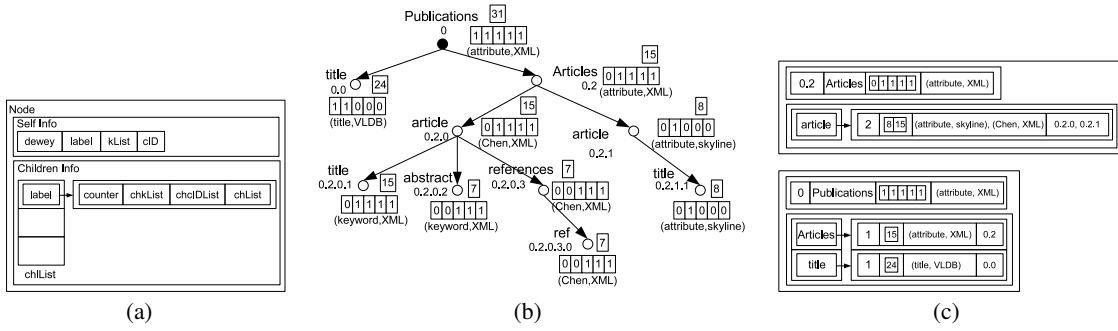 Node
Self Info
dewey label kList cID
Children Info
label counter chkList chcIDList chList
chlList
(a)
Publications 31
0
1 1 1 1 1
(attribute,XML)
title
0.0
24
1 1 0 0 0
(title,VLDB)
Articles
0.2
15
0 1 1 1 1
(attribute,XML)
article
0.2.0
15
0 1 1 1 1
(Chen,XML)
article
0.2.1
8
0 1 0 0 0
(attribute,skyline)
title
0.2.0.1
15
0 1 1 1 1
(keyword,XML)
abstract
0.2.0.2
7
0 0 1 1 1
(keyword,XML)
references
0.2.0.3
7
0 0 1 1 1
(Chen,XML)
title
0.2.1.1
8
0 1 0 0 0
(attribute,skyline)
ref
0.2.0.3.0
7
0 0 1 1 1
(Chen,XML)
(b)
0.2 Articles 0 1 1 1 1 (attribute, XML)
article 2 8 15 (attribute, skyline), (Chen, XML) 0.2.0, 0.2.1
0 Publications 1 1 1 1 1 (attribute, XML)
Articles 1 15 (attribute, XML) 0.2
title 1 24 (title, VLDB) 0.0
(c)